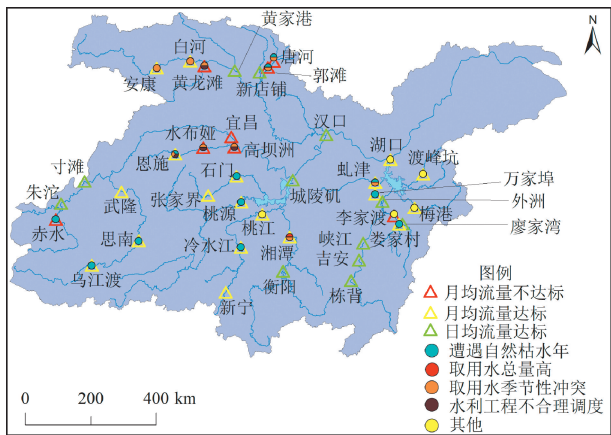 黄家港
N
白河
唐河
安康
黄龙滩
新店铺
郭滩
汉口
水布垭
宜昌
湖口
渡峰坑
恩施
高坝洲
寸滩
石门
虬津
万家埠
朱沱
武隆
张家界
城陵矶
外洲
桃源
桃江
李家渡
梅港
赤水
思南
冷水江
峡江
娄家村
廖家湾
湘潭
吉安
乌江渡
衡阳
栋背
新宁
图例
月均流量不达标
月均流量达标
日均流量达标
遭遇自然枯水年
取用水总量高
取用水季节性冲突
水利工程不合理调度
其他
0 200 400 km